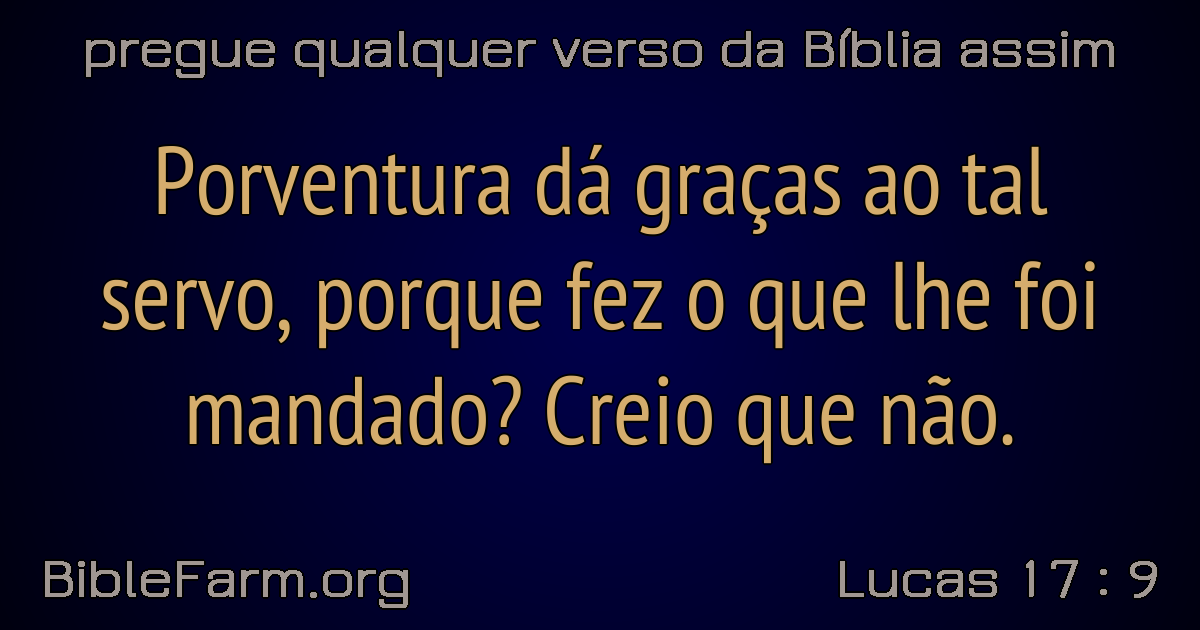 pregue qualquer verso da Bíblia assim
Porventura dá graças ao tal
servo, porque fez o que lhe foi
mandado? Creio que não.
BibleFarm.org
Lucas 17 : 9